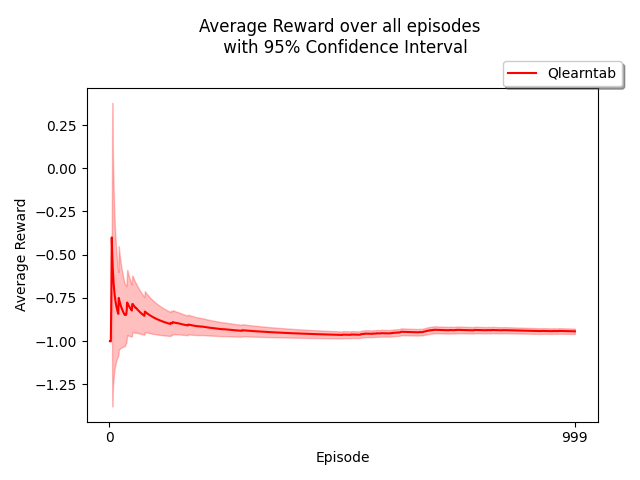 Average Reward over all episodes
with 95% Confidence Interval
Qlearntab
0.25
0.00
−0.25
−0.50
−0.75
−1.00
−1.25
Average Reward
0
999
Episode